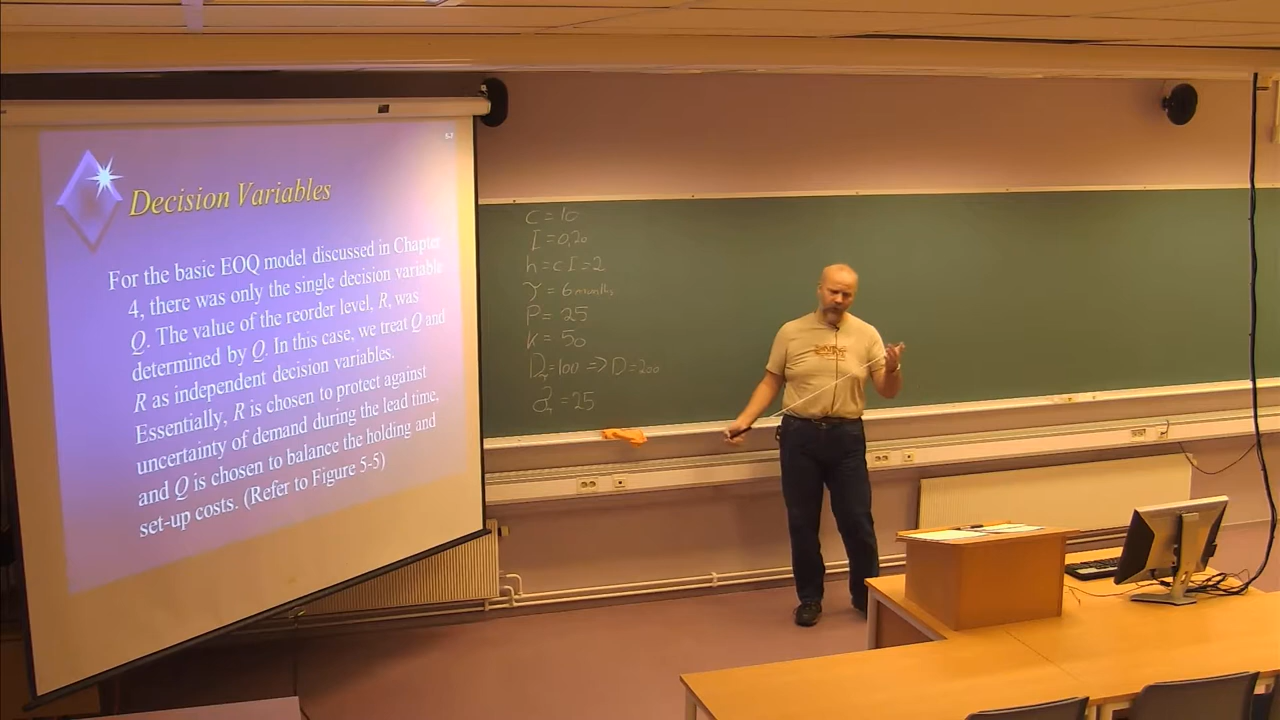 Decision Variables
For the basic EOQ model discussed in Chapter
4, there was only the single decision variable
Q. The value of the reorder level, R, was
determined by Q. In this case, we treat Q and
R as independent decision variables.
Essentially, R is chosen to protect against
uncertainty of demand during the lead time,
and Q is chosen to balance the holding and
set-up costs. (Refer to Figure 5-5)
c = 10
I = 0,20
h = cI = 2
γ = 6 months
P = 25
K = 50
Dγ = 100 => D = 200
= 25